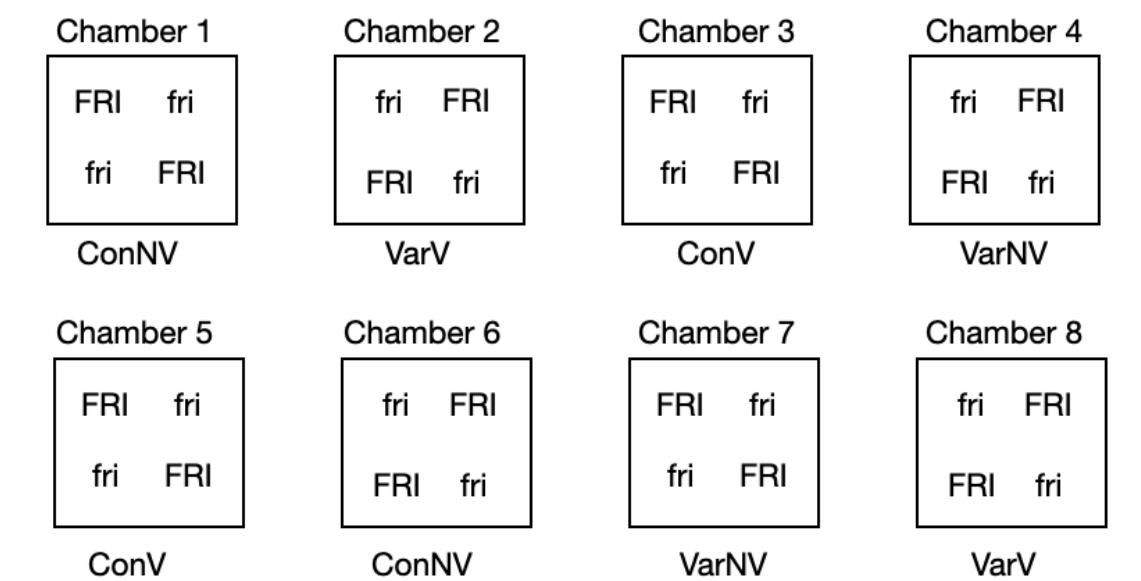 Chamber 1 Chamber 2 Chamber 3 Chamber 4
FRI fri fri FRI FRI fri fri FRI
fri FRI FRI fri fri FRI FRI fri
ConNV VarV ConV VarNV
Chamber 5 Chamber 6 Chamber 7 Chamber 8
FRI fri fri FRI FRI fri fri FRI
fri FRI FRI fri fri FRI FRI fri
ConV ConNV VarNV VarV